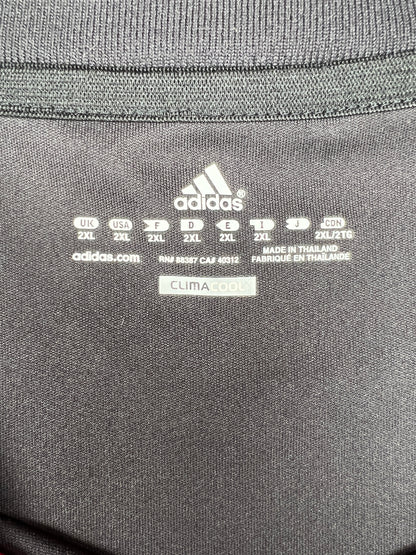 adidas®
UK USA F D E I J CDN
2XL 2XL 2XL 2XL 2XL 2XL 2XL/2TG
adidas.com RN# 88387 CA# 40312 MADE IN THAILAND
FABRIQUÉ EN THAÏLANDE
CLIMACOOL